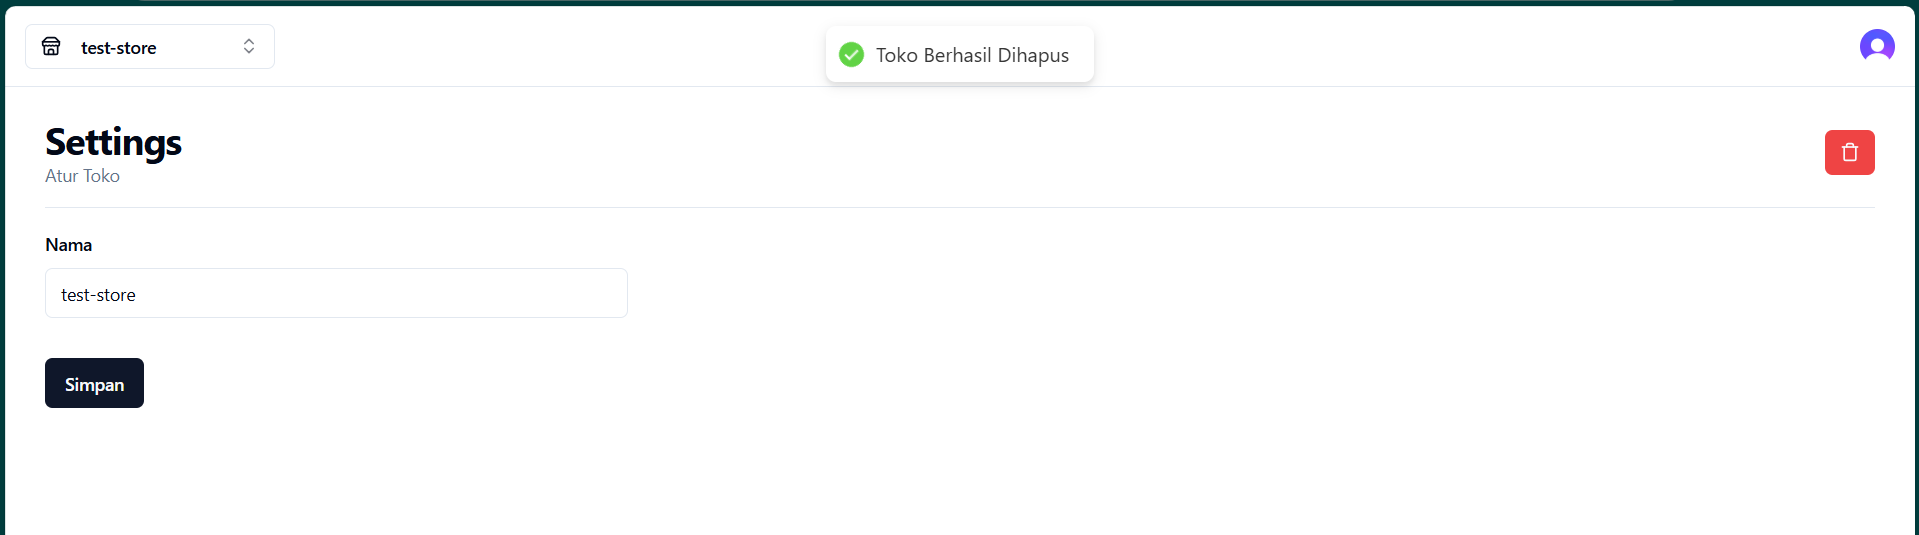 test-store
Toko Berhasil Dihapus
Settings
Atur Toko
Nama
test-store
Simpan